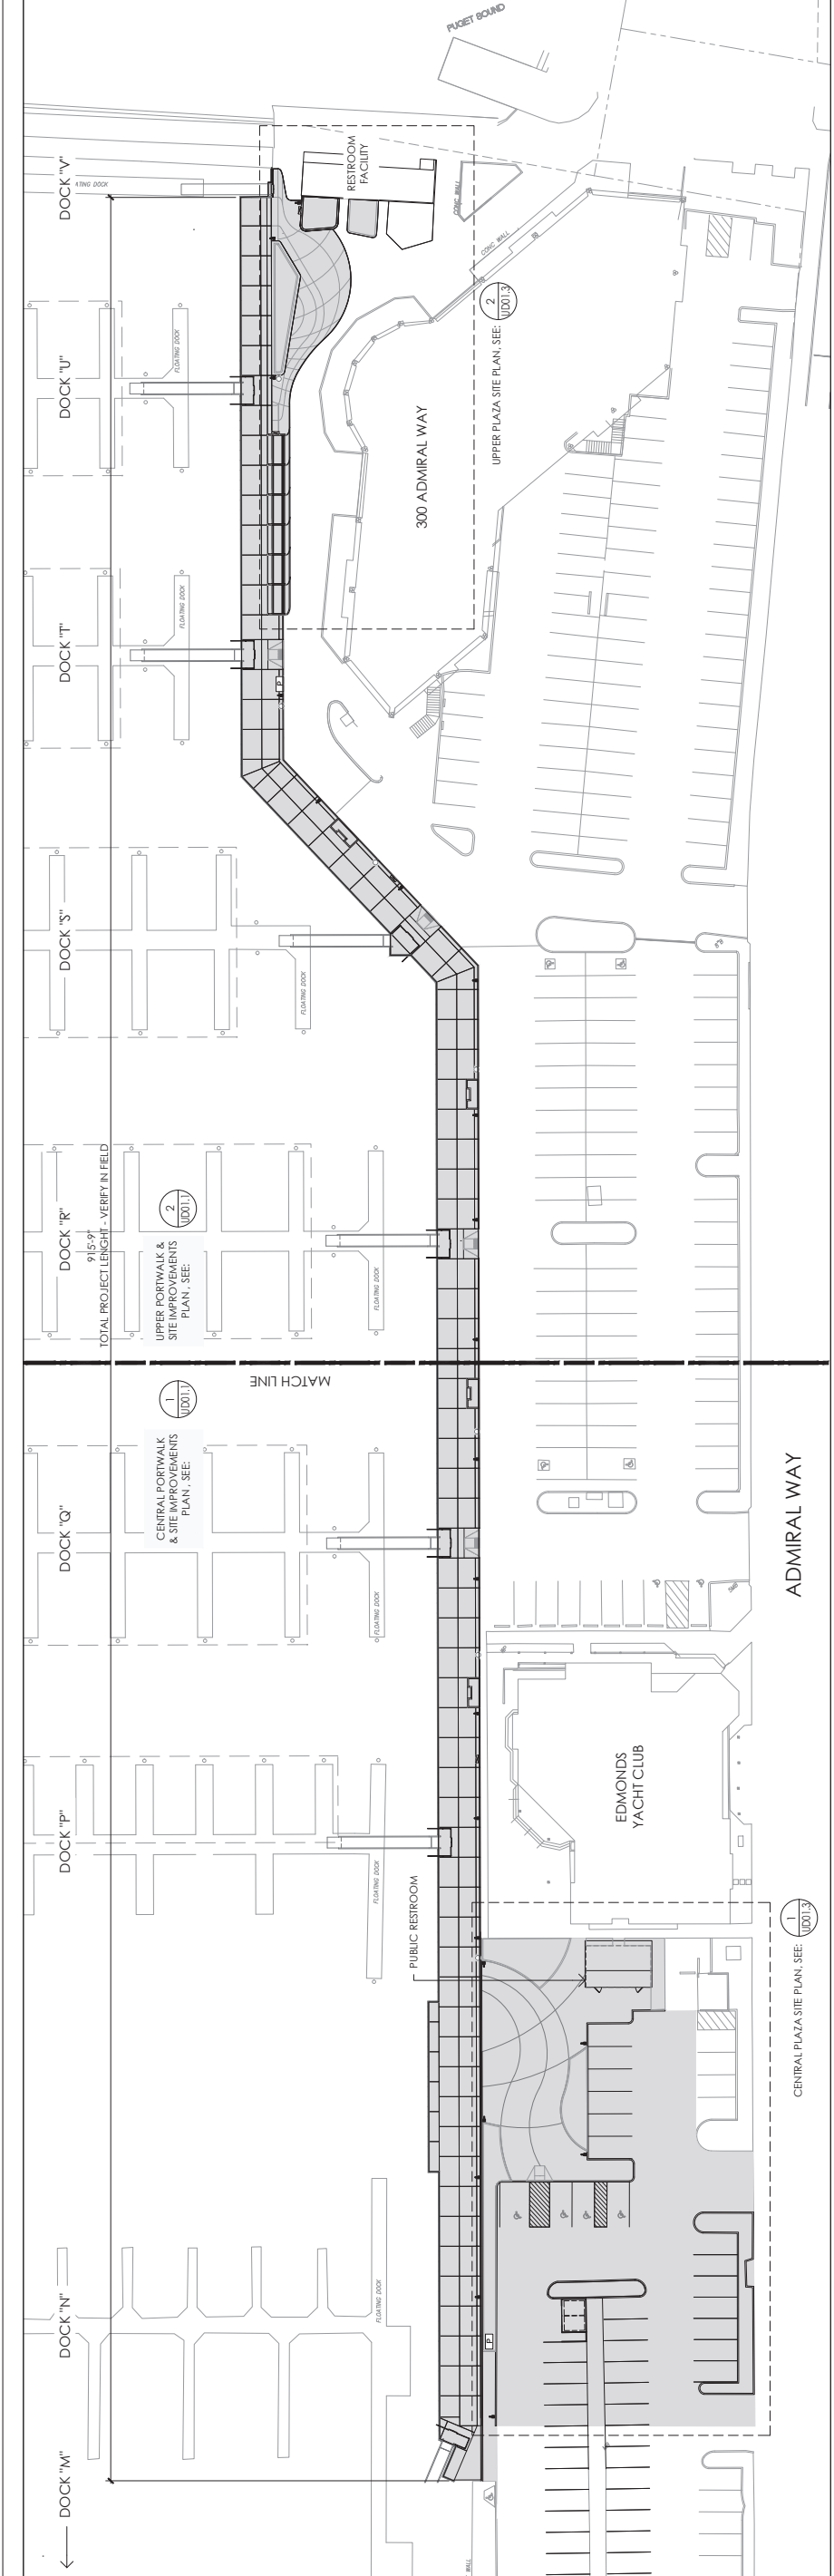 PUGET SOUND
DOCK "V"
RESTROOM
FACILITY
CONC WALL
CONC WALL
DOCK "U"
FLOATING DOCK
2
UD01.3
UPPER PLAZA SITE PLAN, SEE:
300 ADMIRAL WAY
DOCK "T"
FLOATING DOCK
P
DOCK "S"
FLOATING DOCK
DOCK "R"
915'-9"
TOTAL PROJECT LENGHT - VERIFY IN FIELD
2
UD01.1
UPPER PORTWALK &
SITE IMPROVEMENTS
PLAN , SEE:
FLOATING DOCK
MATCH LINE
1
UD01.1
CENTRAL PORTWALK
& SITE IMPROVEMENTS
PLAN , SEE:
DOCK "Q"
FLOATING DOCK
ADMIRAL WAY
DOCK "P"
FLOATING DOCK
EDMONDS
YACHT CLUB
PUBLIC RESTROOM
1
UD01.3
CENTRAL PLAZA SITE PLAN, SEE:
DOCK "N"
FLOATING DOCK
P
DOCK "M"
WALL